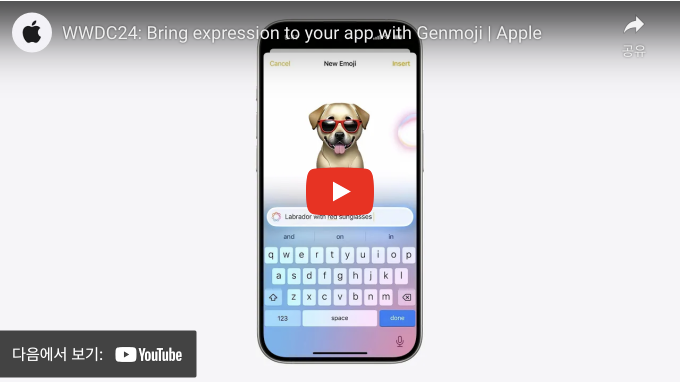 WWDC24: Bring expression to your app with Genmoji | Apple
공유
Cancel
New Emoji
Insert
Labrador with red sunglasses
and on in
q w e r t y u i o p
a s d f g h j k l
z x c v b n m
123 space done
다음에서 보기: YouTube